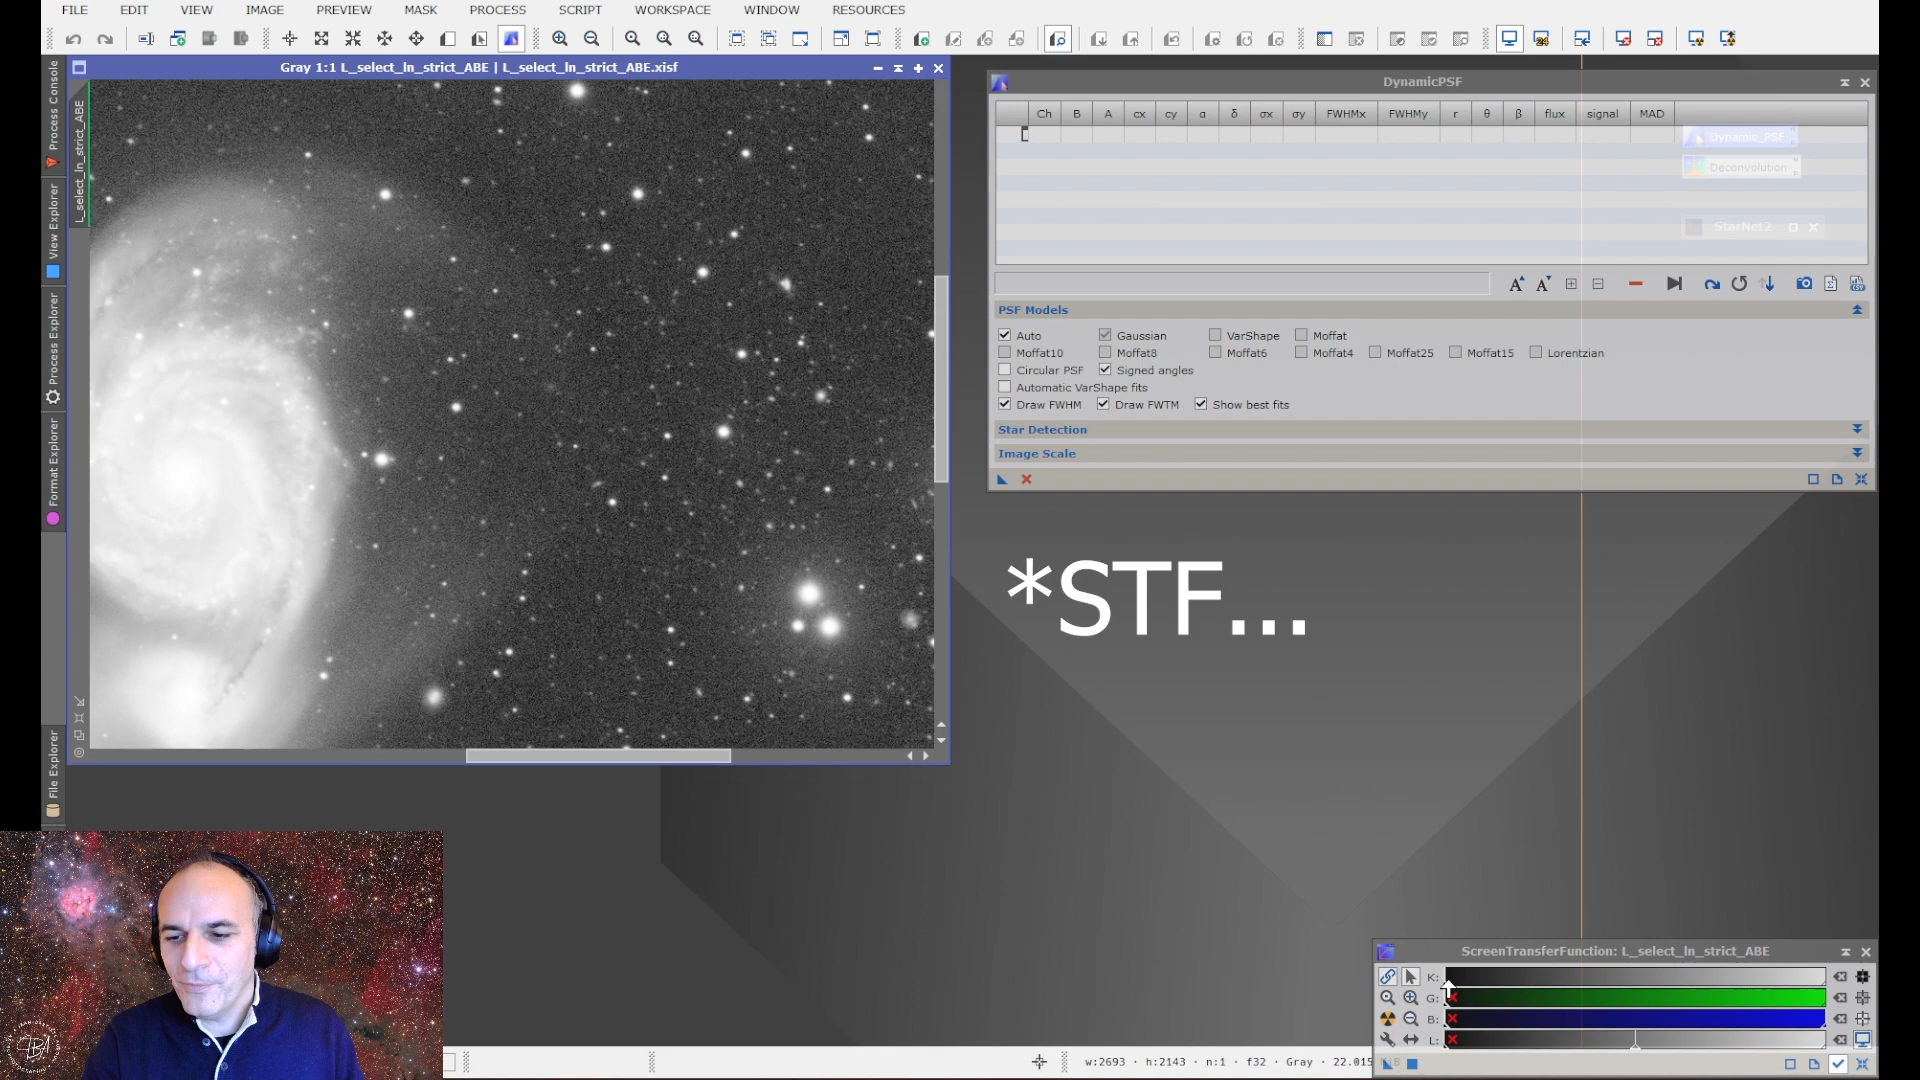 FILE EDIT VIEW IMAGE PREVIEW MASK PROCESS SCRIPT WORKSPACE WINDOW RESOURCES
24
Gray 1:1 L_select_ln_strict_ABE | L_select_ln_strict_ABE.xisf
Process Console
View Explorer
Process Explorer
Format Explorer
File Explorer
L_select_ln_strict_ABE
DynamicPSF
Ch B A cx cy α δ σx σy FWHMx FWHMy r θ β flux signal MAD
Dynamic_PSF
Deconvolution
StarNet2
PSF Models
Auto Gaussian VarShape Moffat
Moffat10 Moffat8 Moffat6 Moffat4 Moffat25 Moffat15 Lorentzian
Circular PSF Signed angles
Automatic VarShape fits
Draw FWHM Draw FWTM Show best fits
Star Detection
Image Scale
*STF...
ScreenTransferFunction: L_select_ln_strict_ABE
K:
G:
B:
L:
w:2693 · h:2143 · n:1 · f32 · Gray · 22.015